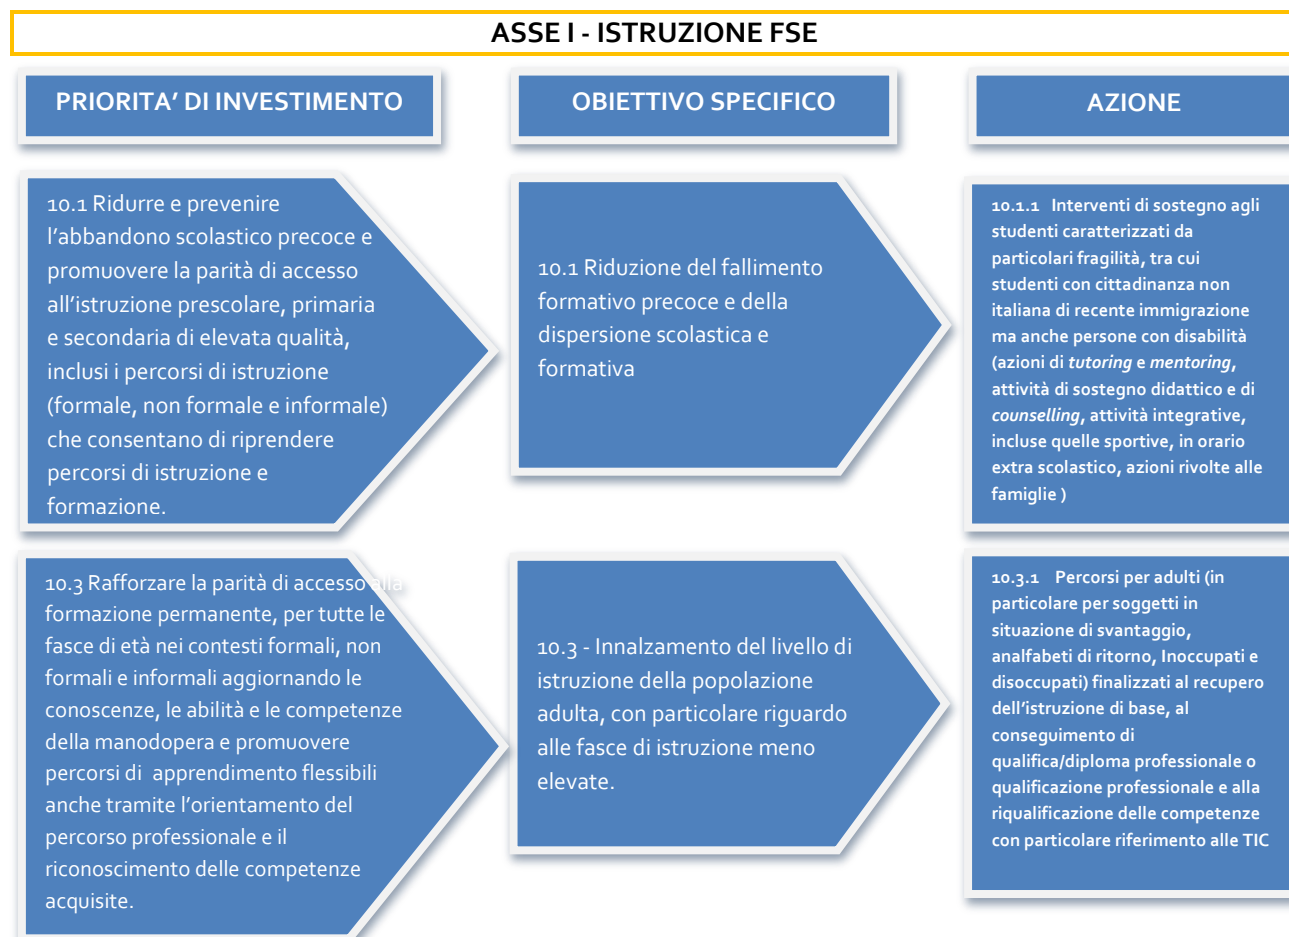 ASSE I - ISTRUZIONE FSE
PRIORITA’ DI INVESTIMENTO
OBIETTIVO SPECIFICO
AZIONE
10.1 Ridurre e prevenire
l’abbandono scolastico precoce e
promuovere la parità di accesso
all’istruzione prescolare, primaria
e secondaria di elevata qualità,
inclusi i percorsi di istruzione
(formale, non formale e informale)
che consentano di riprendere
percorsi di istruzione e
formazione.
10.1 Riduzione del fallimento
formativo precoce e della
dispersione scolastica e
formativa
10.1.1 Interventi di sostegno agli
studenti caratterizzati da
particolari fragilità, tra cui
studenti con cittadinanza non
italiana di recente immigrazione
ma anche persone con disabilità
(azioni di tutoring e mentoring,
attività di sostegno didattico e di
counselling, attività integrative,
incluse quelle sportive, in orario
extra scolastico, azioni rivolte alle
famiglie )
10.3 Rafforzare la parità di accesso alla
formazione permanente, per tutte le
fasce di età nei contesti formali, non
formali e informali aggiornando le
conoscenze, le abilità e le competenze
della manodopera e promuovere
percorsi di apprendimento flessibili
anche tramite l’orientamento del
percorso professionale e il
riconoscimento delle competenze
acquisite.
10.3 - Innalzamento del livello di
istruzione della popolazione
adulta, con particolare riguardo
alle fasce di istruzione meno
elevate.
10.3.1 Percorsi per adulti (in
particolare per soggetti in
situazione di svantaggio,
analfabeti di ritorno, Inoccupati e
disoccupati) finalizzati al recupero
dell’istruzione di base, al
conseguimento di
qualifica/diploma professionale o
qualificazione professionale e alla
riqualificazione delle competenze
con particolare riferimento alle TIC